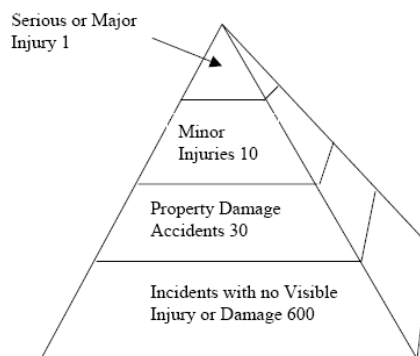 Serious or Major
Injury 1
Minor
Injuries 10
Property Damage
Accidents 30
Incidents with no Visible
Injury or Damage 600